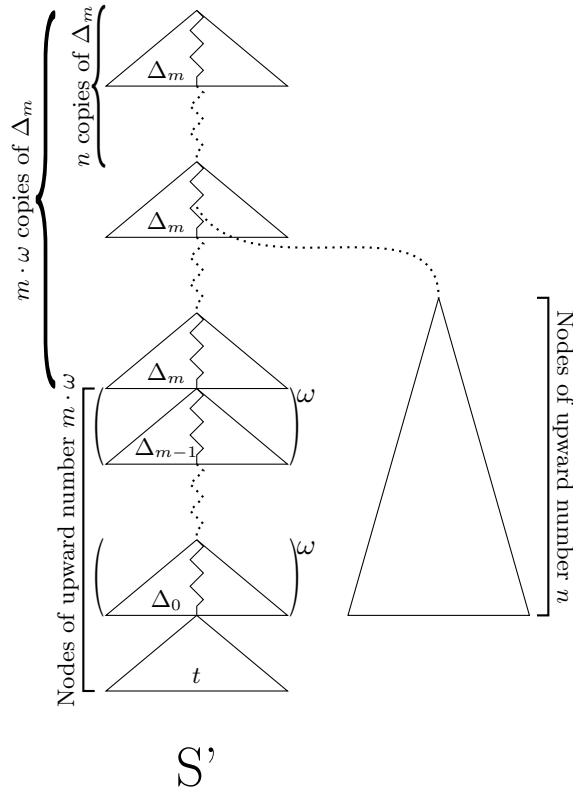 m · ω copies of Δ_m
n copies of Δ_m
Δ_m
Δ_m
Δ_m
ω
Δ_{m−1}
ω
Δ_0
t
Nodes of upward number m · ω
Nodes of upward number n
S’